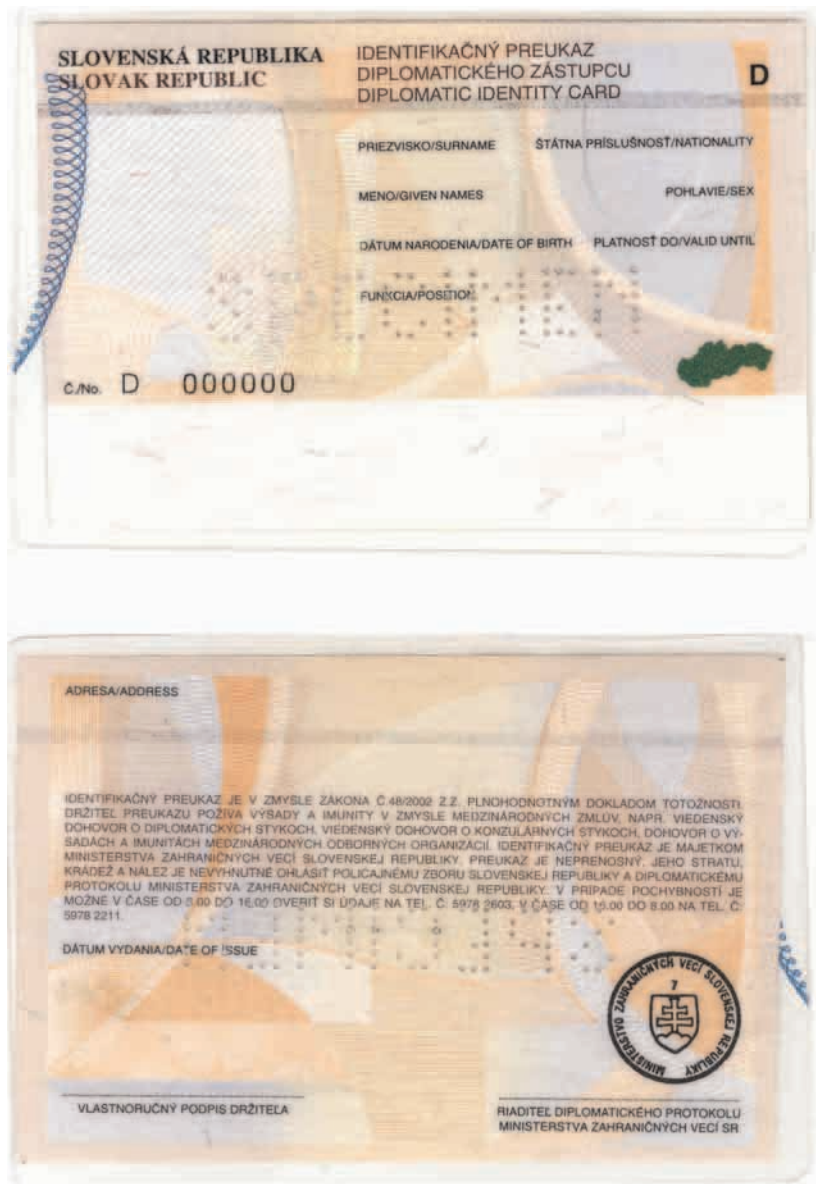 SLOVENSKÁ REPUBLIKA
SLOVAK REPUBLIC
IDENTIFIKAČNÝ PREUKAZ
DIPLOMATICKÉHO ZÁSTUPCU
DIPLOMATIC IDENTITY CARD
D
PRIEZVISKO/SURNAME
ŠTÁTNA PRÍSLUŠNOSŤ/NATIONALITY
MENO/GIVEN NAMES
POHLAVIE/SEX
DÁTUM NARODENIA/DATE OF BIRTH
PLATNOSŤ DO/VALID UNTIL
FUNKCIA/POSITION
Č./No. D 000000
ADRESA/ADDRESS
IDENTIFIKAČNÝ PREUKAZ JE V ZMYSLE ZÁKONA Č.48/2002 Z.Z. PLNOHODNOTNÝM DOKLADOM TOTOŽNOSTI.
DRŽITEĽ PREUKAZU POŽÍVA VÝSADY A IMUNITY V ZMYSLE MEDZINÁRODNÝCH ZMLÚV, NAPR. VIEDENSKÝ
DOHOVOR O DIPLOMATICKÝCH STYKOCH, VIEDENSKÝ DOHOVOR O KONZULÁRNYCH STYKOCH, DOHOVOR O VÝ-
SADÁCH A IMUNITÁCH MEDZINÁRODNÝCH ODBORNÝCH ORGANIZÁCIÍ. IDENTIFIKAČNÝ PREUKAZ JE MAJETKOM
MINISTERSTVA ZAHRANIČNÝCH VECÍ SLOVENSKEJ REPUBLIKY. PREUKAZ JE NEPRENOSNÝ. JEHO STRATU,
KRÁDEŽ A NÁLEZ JE NEVYHNUTNÉ OHLÁSIŤ POLICAJNÉMU ZBORU SLOVENSKEJ REPUBLIKY A DIPLOMATICKÉMU
PROTOKOLU MINISTERSTVA ZAHRANIČNÝCH VECÍ SLOVENSKEJ REPUBLIKY. V PRÍPADE POCHYBNOSTÍ JE
MOŽNÉ V ČASE OD 8.00 DO 16.00 OVERIŤ SI ÚDAJE NA TEL. Č. 5978 2603, V ČASE OD 16.00 DO 8.00 NA TEL. Č.
5978 2211.
DÁTUM VYDANIA/DATE OF ISSUE
MINISTERSTVO ZAHRANIČNÝCH VECÍ SLOVENSKEJ REPUBLIKY
7
VLASTNORUČNÝ PODPIS DRŽITEĽA
RIADITEĽ DIPLOMATICKÉHO PROTOKOLU
MINISTERSTVA ZAHRANIČNÝCH VECÍ SR